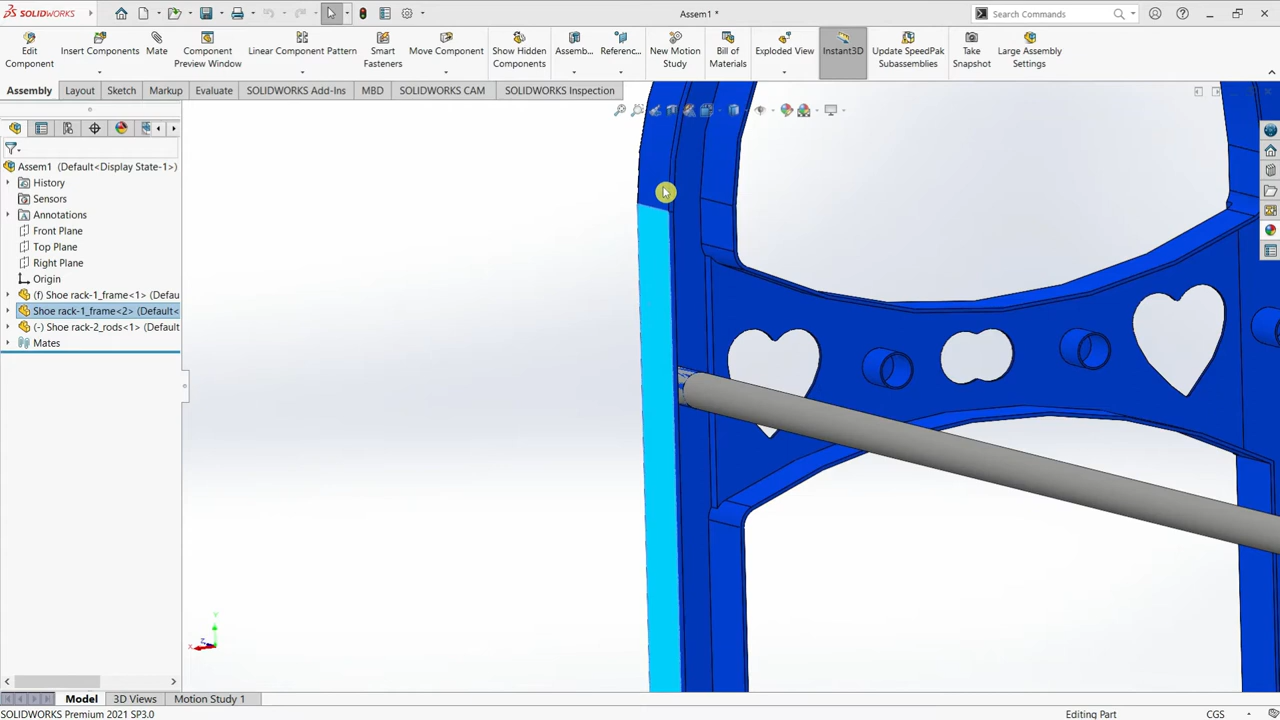 SOLIDWORKS
Assem1 *
Search Commands
Edit Component
Insert Components
Mate
Component Preview Window
Linear Component Pattern
Smart Fasteners
Move Component
Show Hidden Components
Assemb...
Referenc...
New Motion Study
Bill of Materials
Exploded View
Instant3D
Update SpeedPak Subassemblies
Take Snapshot
Large Assembly Settings
Assembly
Layout
Sketch
Markup
Evaluate
SOLIDWORKS Add-Ins
MBD
SOLIDWORKS CAM
SOLIDWORKS Inspection
Assem1 (Default<Display State-1>)
History
Sensors
Annotations
Front Plane
Top Plane
Right Plane
Origin
(f) Shoe rack-1_frame<1> (Defau
Shoe rack-1_frame<2> (Default<
(-) Shoe rack-2_rods<1> (Default
Mates
Y
X
Z
Model
3D Views
Motion Study 1
SOLIDWORKS Premium 2021 SP3.0
Editing Part
CGS